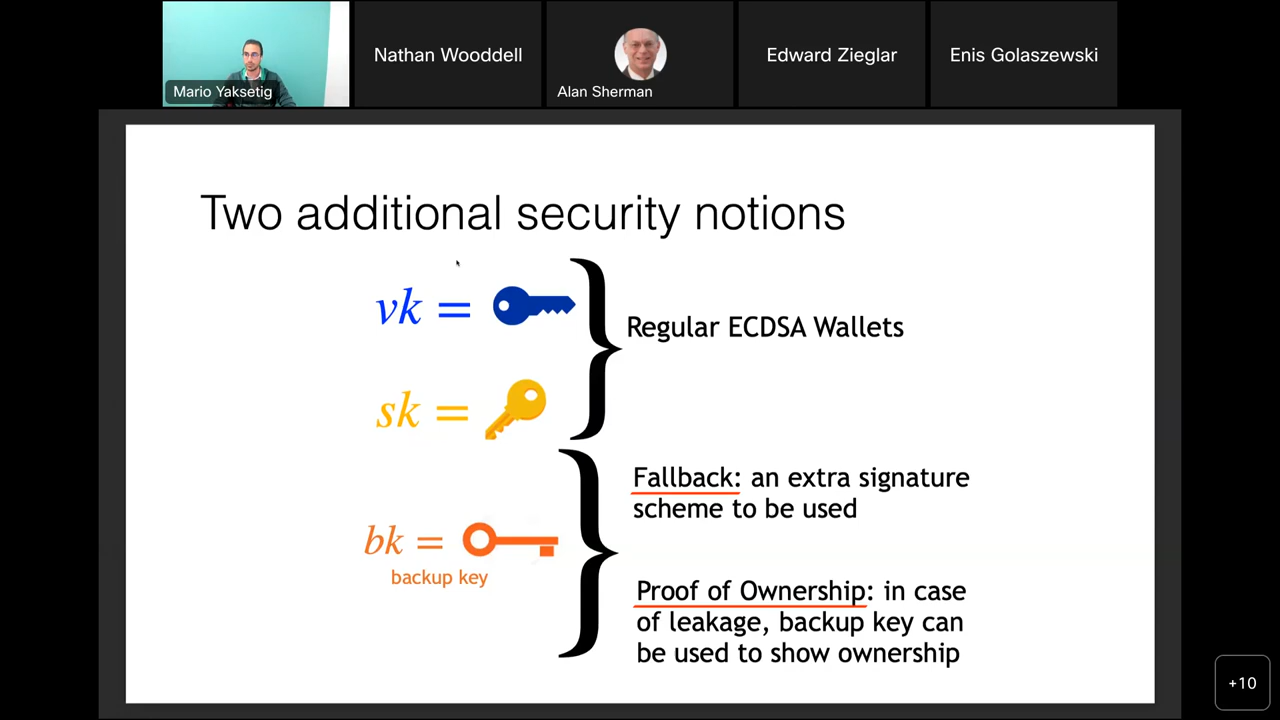 Mario Yaksetig
Nathan Wooddell
Alan Sherman
Edward Zieglar
Enis Golaszewski
Two additional security notions
vk =
Regular ECDSA Wallets
sk =
Fallback: an extra signature
scheme to be used
bk =
backup key
Proof of Ownership: in case
of leakage, backup key can
be used to show ownership
+10